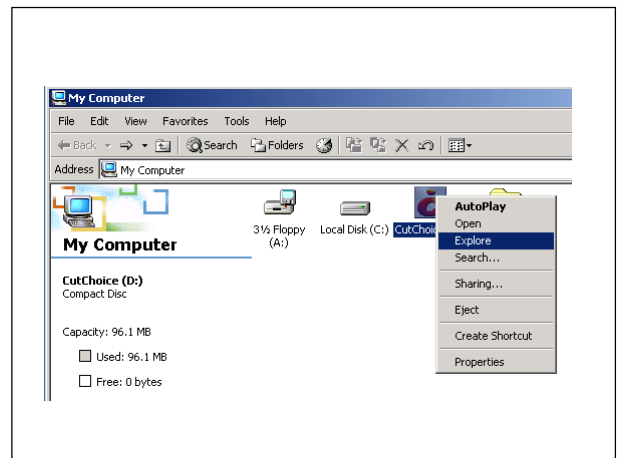 My Computer
File Edit View Favorites Tools Help
Back Search Folders
Address My Computer
My Computer
CutChoice (D:)
Compact Disc
Capacity: 96.1 MB
Used: 96.1 MB
Free: 0 bytes
3½ Floppy
(A:)
Local Disk (C:)
AutoPlay
Open
Explore
Search...
Sharing...
Eject
Create Shortcut
Properties